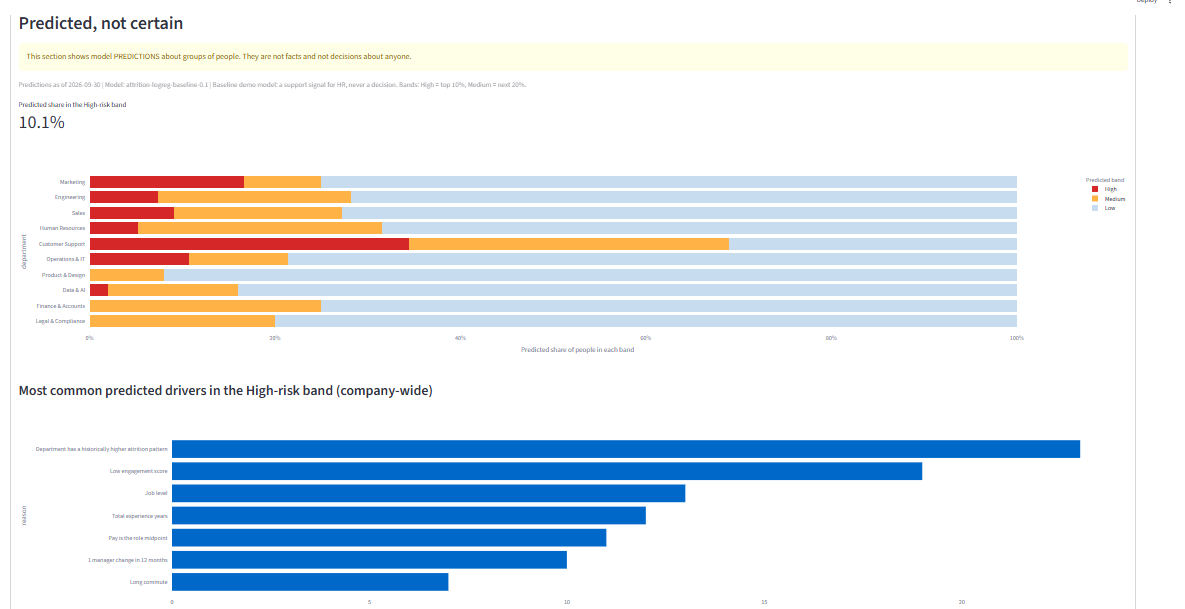 Deploy
Predicted, not certain
This section shows model PREDICTIONS about groups of people. They are not facts and not decisions about anyone.
Predictions as of 2026-09-30 | Model: attrition-logreg-baseline-0.1 | Baseline demo model: a support signal for HR, never a decision. Bands: High = top 10%, Medium = next 20%.
Predicted share in the High-risk band
10.1%
Predicted band
High
Medium
Low
department
Marketing
Engineering
Sales
Human Resources
Customer Support
Operations & IT
Product & Design
Data & AI
Finance & Accounts
Legal & Compliance
0% 20% 40% 60% 80% 100%
Predicted share of people in each band
Most common predicted drivers in the High-risk band (company-wide)
reason
Department has a historically higher attrition pattern
Low engagement score
Job level
Total experience years
Pay is the role midpoint
1 manager change in 12 months
Long commute
0 5 10 15 20